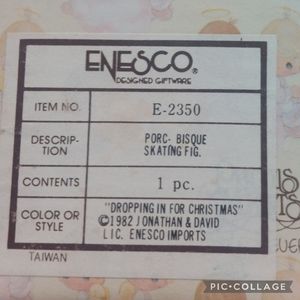 ENESCO®
DESIGNED GIFTWARE
ITEM NO. E-2350
DESCRIP-
TION
PORC- BISQUE
SKATING FIG.
CONTENTS 1 pc.
COLOR OR
STYLE
"DROPPING IN FOR CHRISTMAS"
©1982 JONATHAN & DAVID
LIC. ENESCO IMPORTS
TAIWAN
PIC•COLLAGE